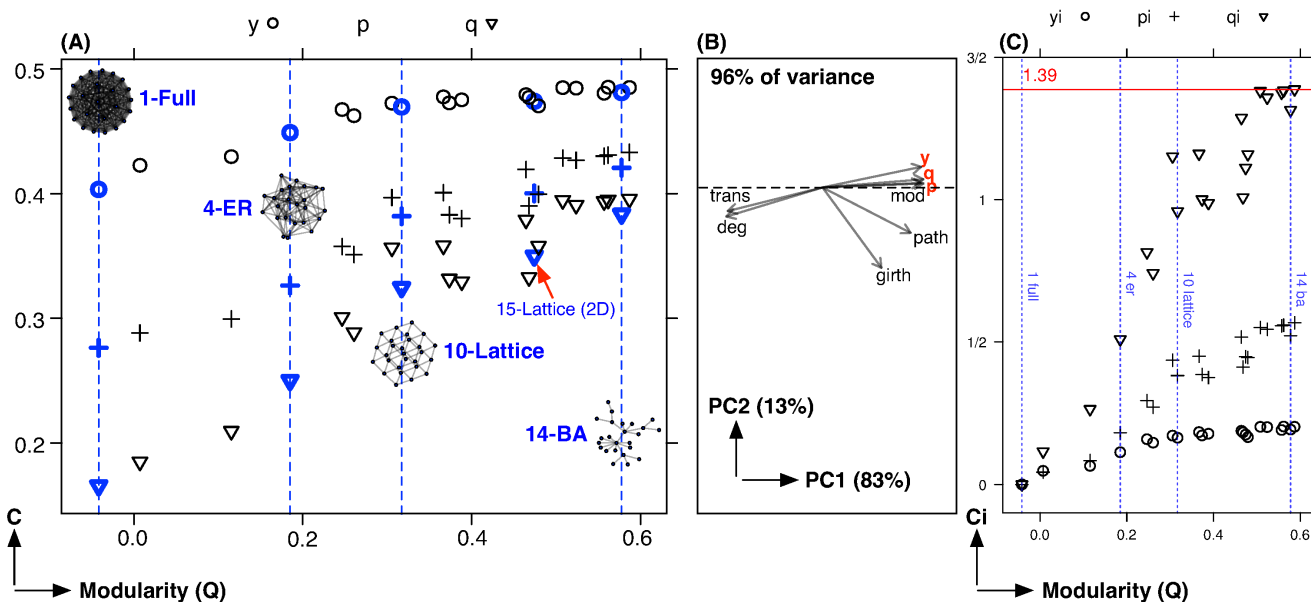 y p q
(A)
0.5
0.4
0.3
0.2
1-Full
4-ER
10-Lattice
15-Lattice (2D)
14-BA
0.0 0.2 0.4 0.6
C
Modularity (Q)
(B)
96% of variance
y
q
p
trans
mod
deg
path
girth
PC2 (13%)
PC1 (83%)
yi pi qi
(C)
3/2
1.39
1
1/2
0
1 full
4 er
10 lattice
14 ba
0.0 0.2 0.4 0.6
Ci
Modularity (Q)